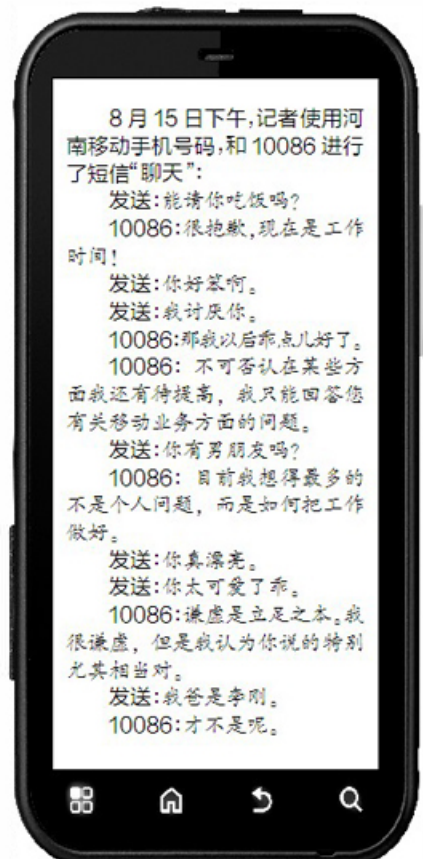 8月15日下午,记者使用河
南移动手机号码,和10086进行
了短信“聊天”:
发送:能请你吃饭吗?
10086:很抱歉,现在是工作
时间!
发送:你好笨啊。
发送:我讨厌你。
10086:那我以后乖点儿好了。
10086: 不可否认在某些方
面我还有待提高, 我只能回答您
有关移动业务方面的问题。
发送:你有男朋友吗?
10086: 目前我想得最多的
不是个人问题, 而是如何把工作
做好。
发送:你真漂亮。
发送:你太可爱了乖。
10086:谦虚是立足之本。我
很谦虚, 但是我认为你说的特别
尤其相当对。
发送:我爸是李刚。
10086:才不是呢。